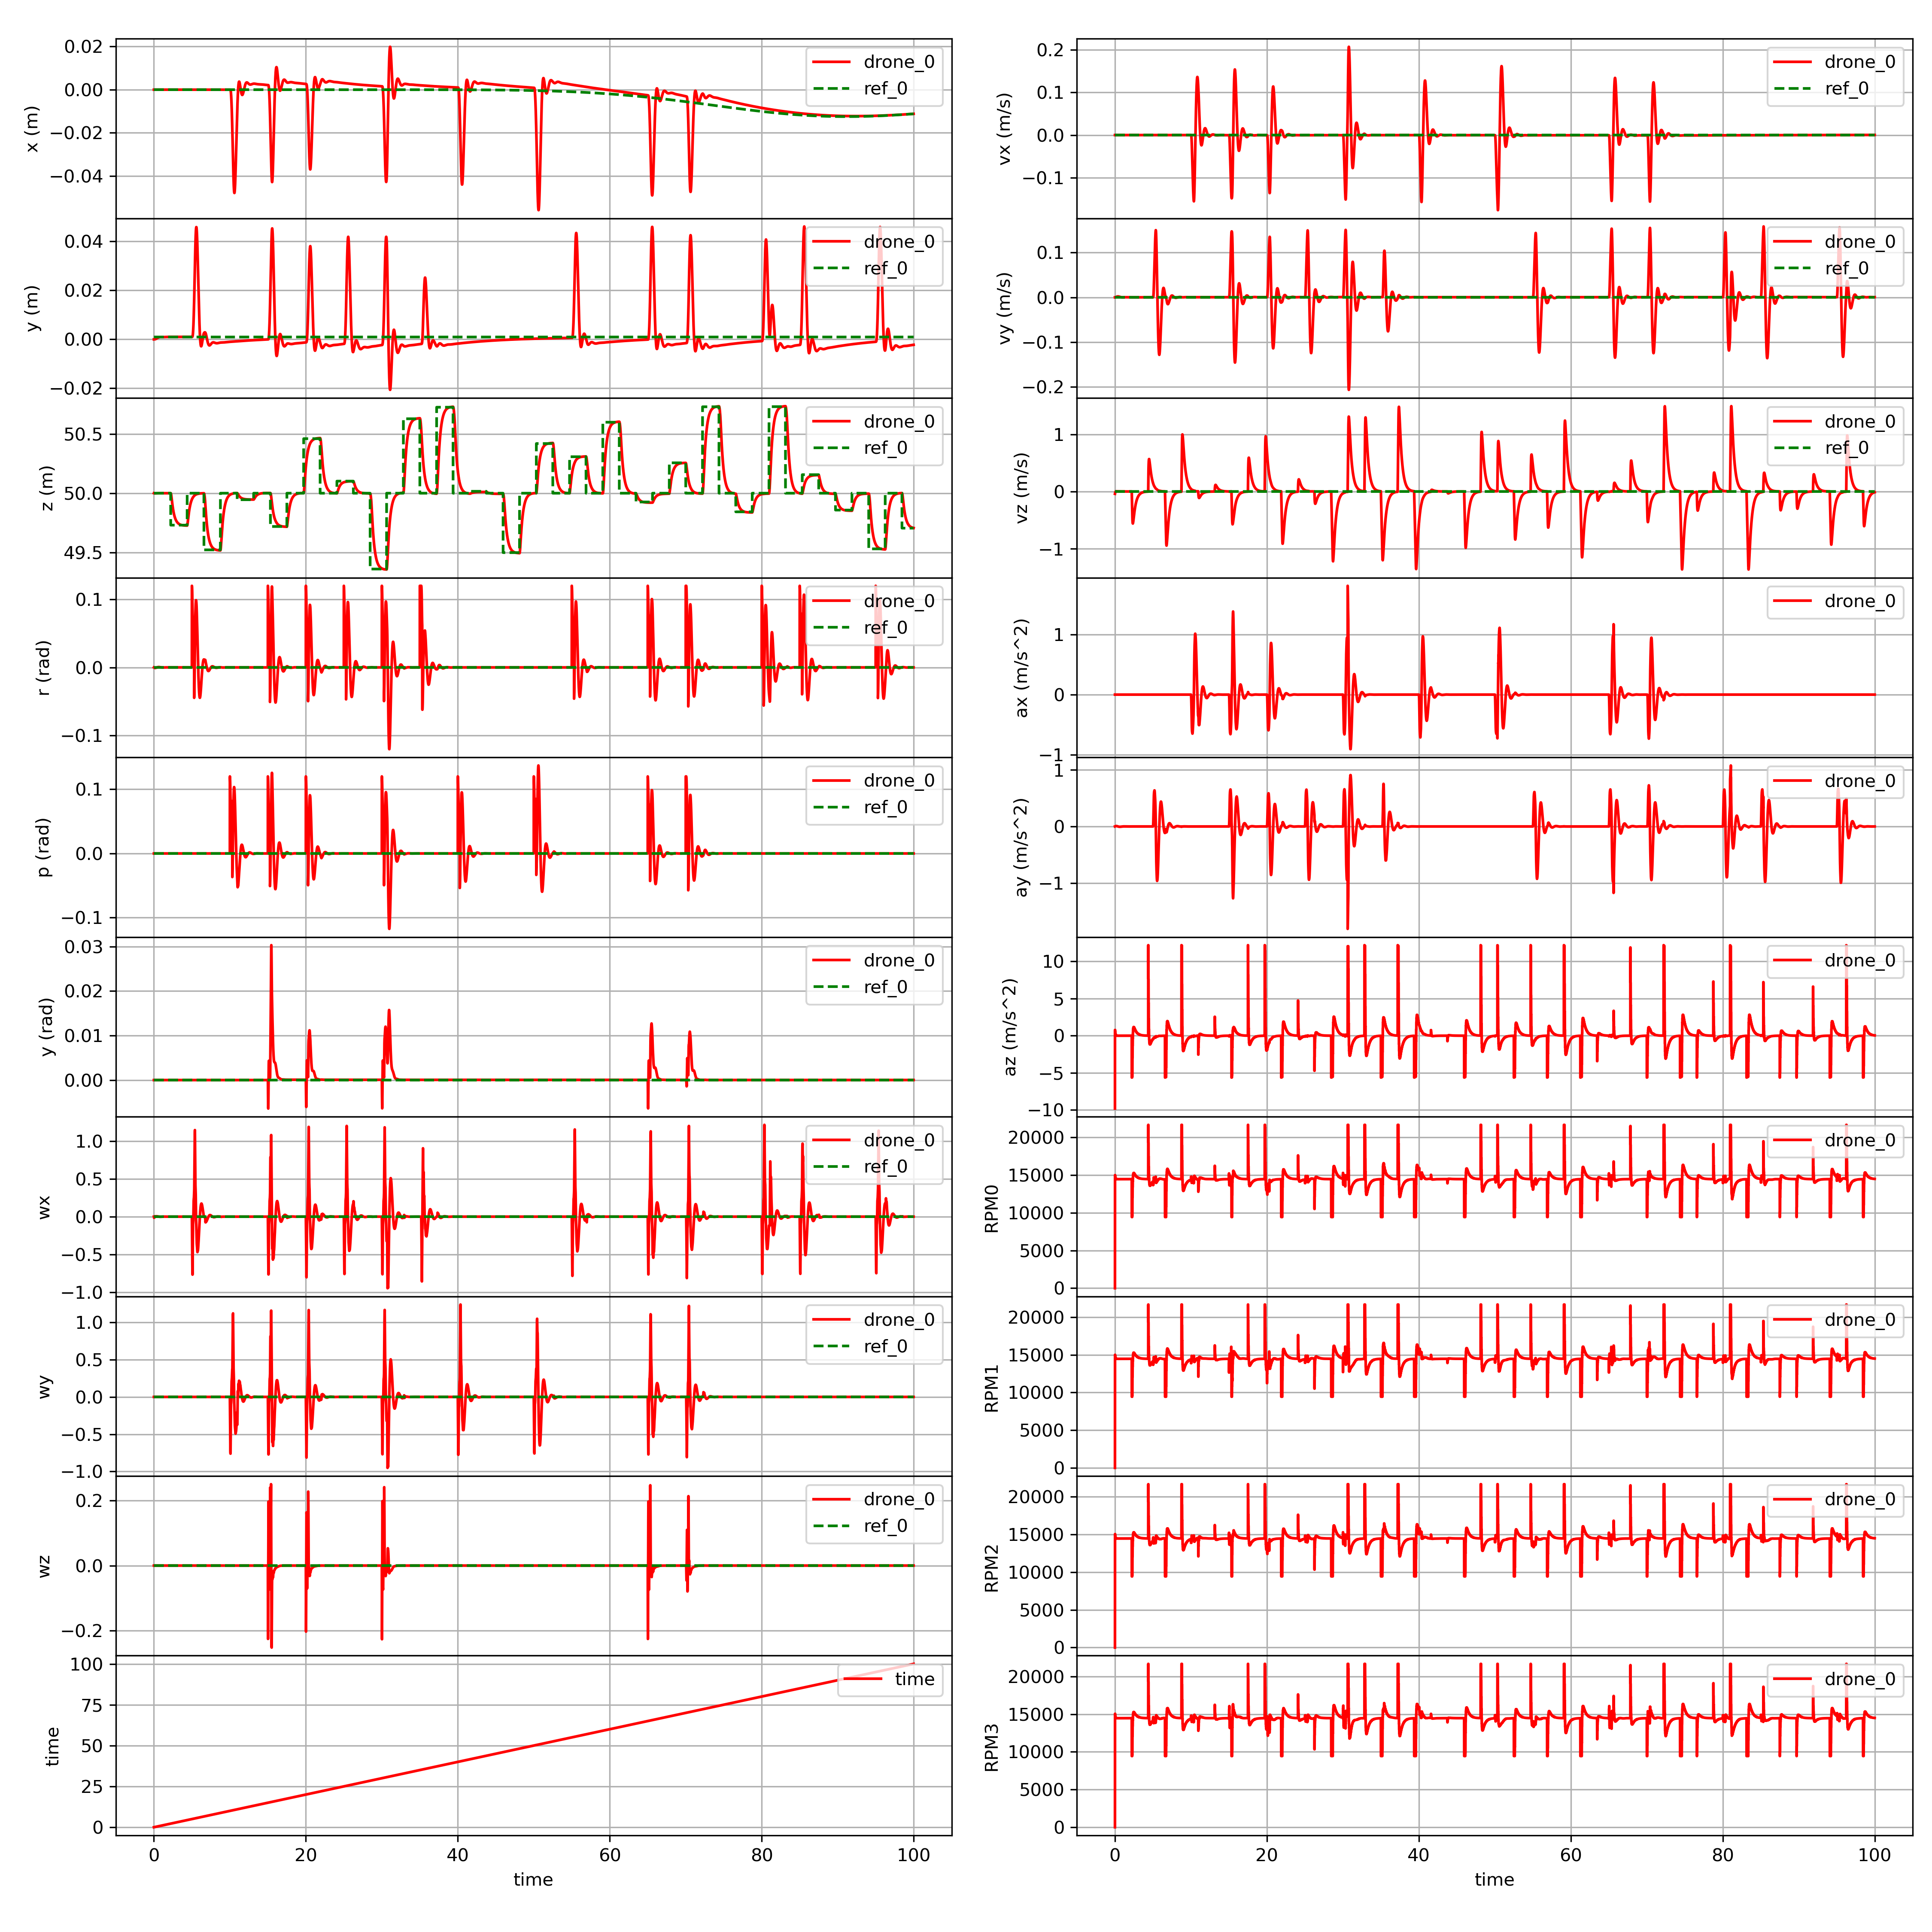 0.02
0.00
−0.02
−0.04
x (m)
drone_0
ref_0
0.04
0.02
0.00
−0.02
y (m)
drone_0
ref_0
50.5
50.0
49.5
z (m)
drone_0
ref_0
0.1
0.0
−0.1
r (rad)
drone_0
ref_0
0.1
0.0
−0.1
p (rad)
drone_0
ref_0
0.03
0.02
0.01
0.00
y (rad)
drone_0
ref_0
1.0
0.5
0.0
−0.5
−1.0
wx
drone_0
ref_0
1.0
0.5
0.0
−0.5
−1.0
wy
drone_0
ref_0
0.2
0.0
−0.2
wz
drone_0
ref_0
100
75
50
25
0
time
time
0 20 40 60 80 100
time
0.2
0.1
0.0
−0.1
vx (m/s)
drone_0
ref_0
0.1
0.0
−0.1
−0.2
vy (m/s)
drone_0
ref_0
1
0
−1
vz (m/s)
drone_0
ref_0
1
0
−1
ax (m/s^2)
drone_0
1
0
−1
ay (m/s^2)
drone_0
10
5
0
−5
−10
az (m/s^2)
drone_0
20000
15000
10000
5000
0
RPM0
drone_0
20000
15000
10000
5000
0
RPM1
drone_0
20000
15000
10000
5000
0
RPM2
drone_0
20000
15000
10000
5000
0
RPM3
drone_0
0 20 40 60 80 100
time